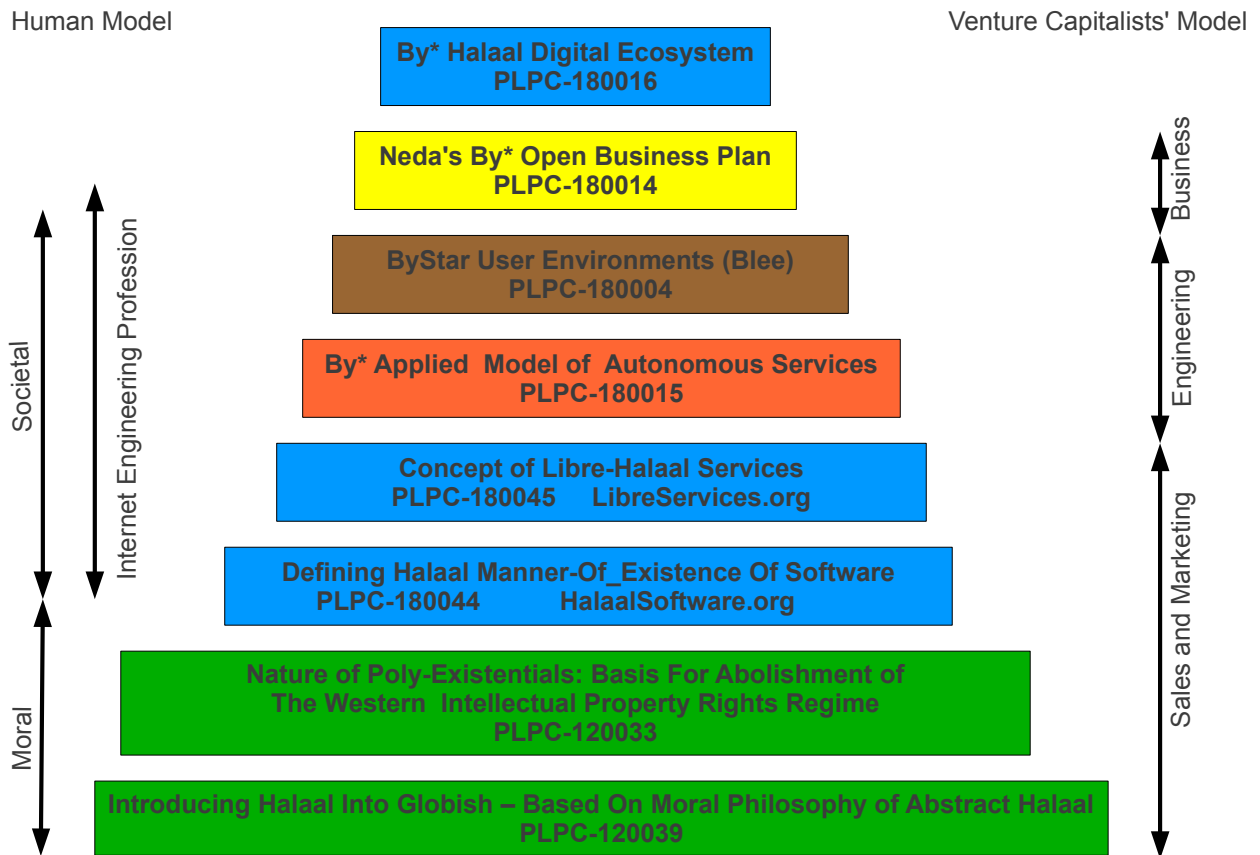 Human Model
Venture Capitalists' Model
By* Halaal Digital Ecosystem
PLPC-180016
Neda's By* Open Business Plan
PLPC-180014
Business
ByStar User Environments (Blee)
PLPC-180004
Engineering
By* Applied Model of Autonomous Services
PLPC-180015
Societal
Internet Engineering Profession
Concept of Libre-Halaal Services
PLPC-180045 LibreServices.org
Defining Halaal Manner-Of_Existence Of Software
PLPC-180044 HalaalSoftware.org
Sales and Marketing
Moral
Nature of Poly-Existentials: Basis For Abolishment of
The Western Intellectual Property Rights Regime
PLPC-120033
Introducing Halaal Into Globish – Based On Moral Philosophy of Abstract Halaal
PLPC-120039